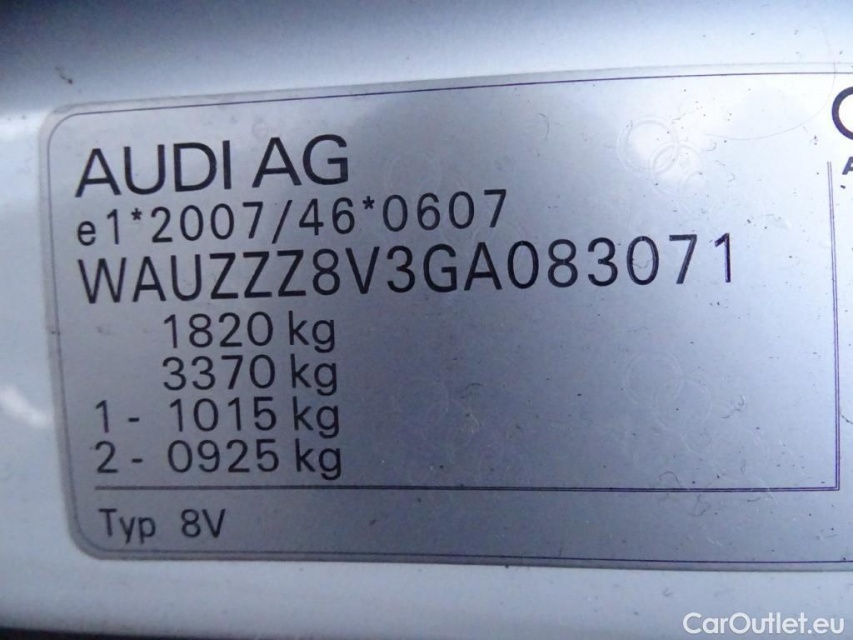 AUDI AG
e1*2007/46*0607
WAUZZZ8V3GA083071
1820 kg
3370 kg
1 - 1015 kg
2 - 0925 kg
Typ 8V
CarOutlet.eu